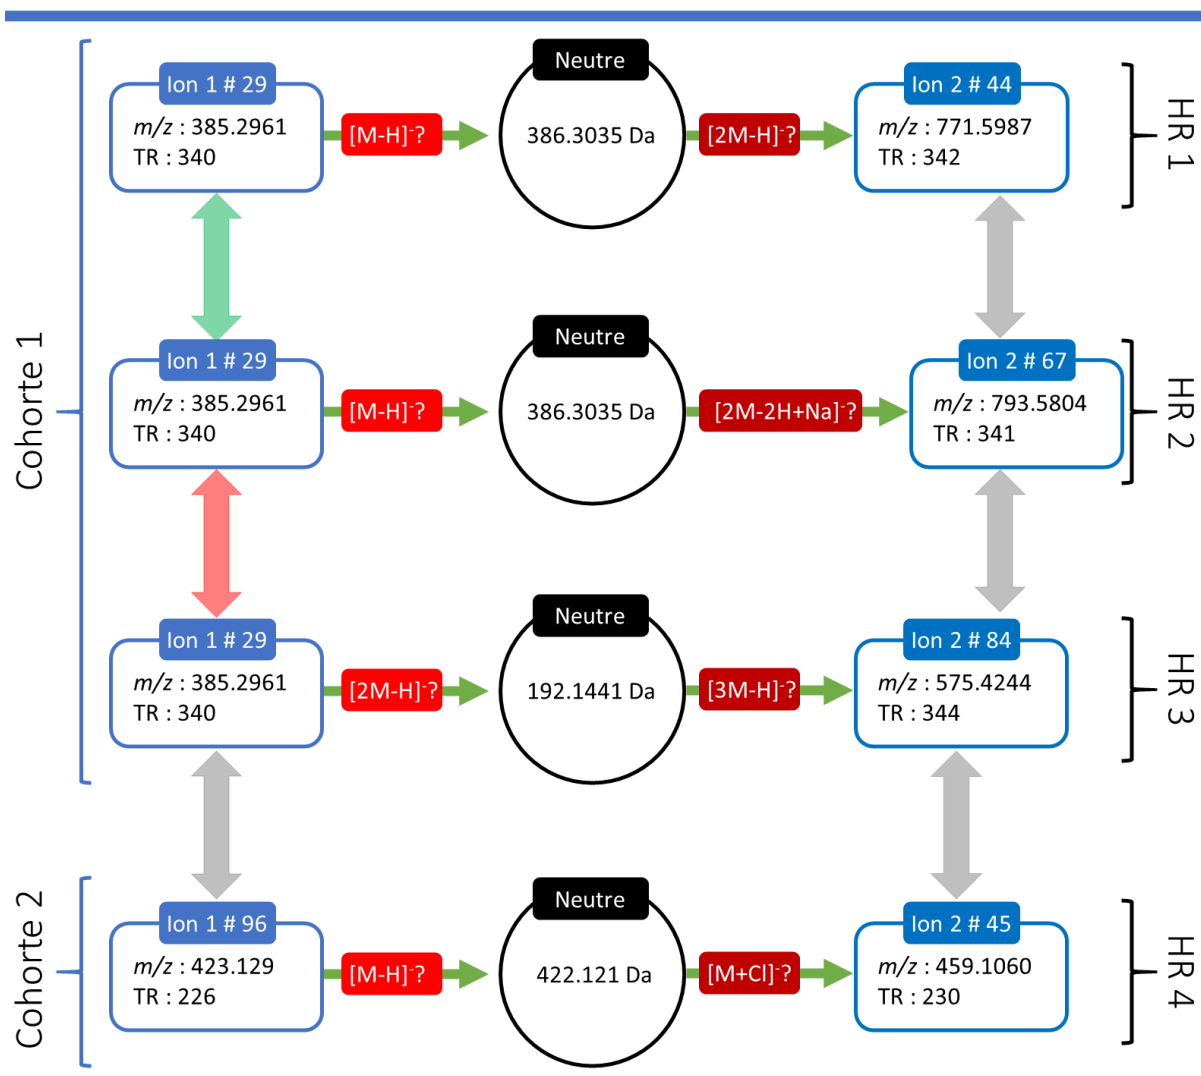 Cohorte 1
Ion 1 # 29
m/z : 385.2961
TR : 340
[M-H]⁻?
Neutre
386.3035 Da
[2M-H]⁻?
Ion 2 # 44
m/z : 771.5987
TR : 342
HR 1
Ion 1 # 29
m/z : 385.2961
TR : 340
[M-H]⁻?
Neutre
386.3035 Da
[2M-2H+Na]⁻?
Ion 2 # 67
m/z : 793.5804
TR : 341
HR 2
Ion 1 # 29
m/z : 385.2961
TR : 340
[2M-H]⁻?
Neutre
192.1441 Da
[3M-H]⁻?
Ion 2 # 84
m/z : 575.4244
TR : 344
HR 3
Cohorte 2
Ion 1 # 96
m/z : 423.129
TR : 226
[M-H]⁻?
Neutre
422.121 Da
[M+Cl]⁻?
Ion 2 # 45
m/z : 459.1060
TR : 230
HR 4